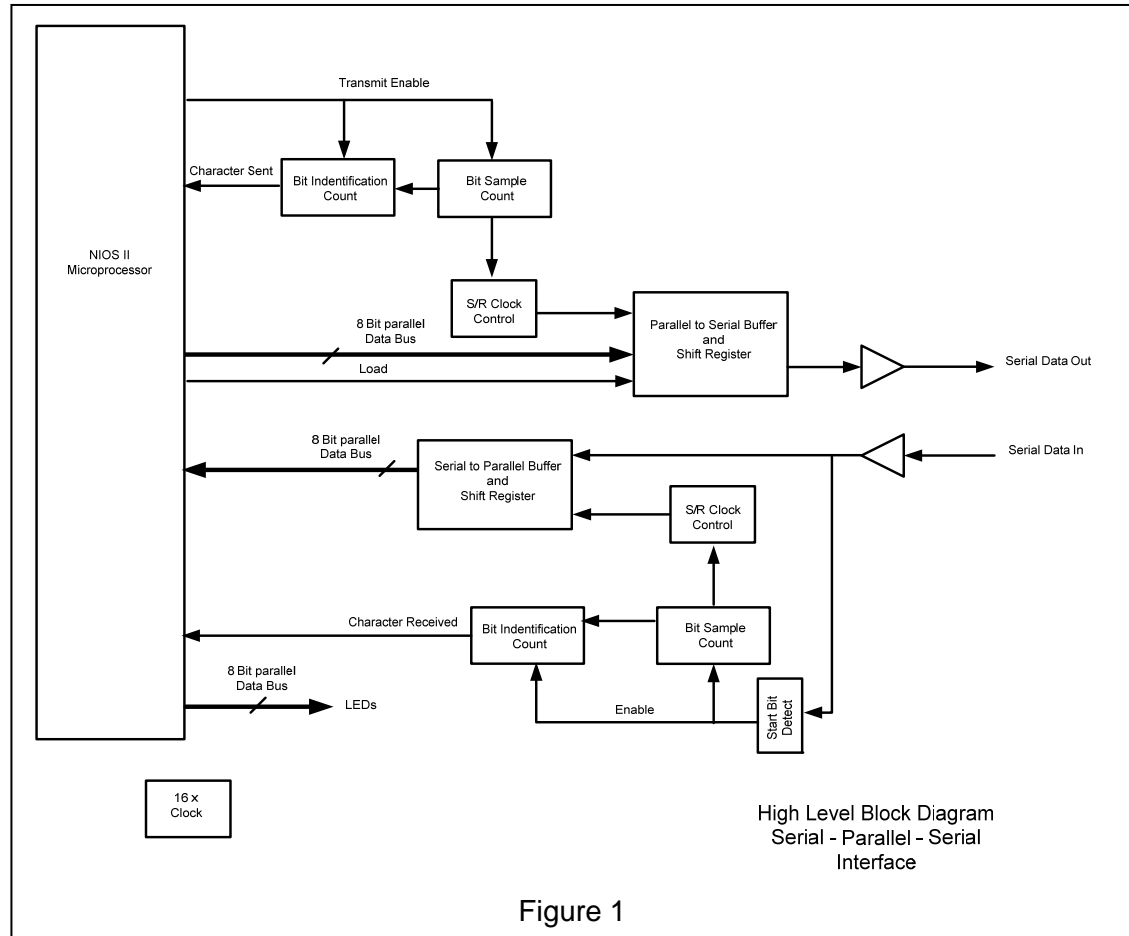 Transmit Enable
Character Sent
Bit Indentification
Count
Bit Sample
Count
NIOS II
Microprocessor
S/R Clock
Control
8 Bit parallel
Data Bus
Load
Parallel to Serial Buffer
and
Shift Register
Serial Data Out
8 Bit parallel
Data Bus
Serial to Parallel Buffer
and
Shift Register
Serial Data In
S/R Clock
Control
Character Received
Bit Indentification
Count
Bit Sample
Count
8 Bit parallel
Data Bus
LEDs
Enable
Start Bit
Detect
16 x
Clock
High Level Block Diagram
Serial - Parallel - Serial
Interface
Figure 1